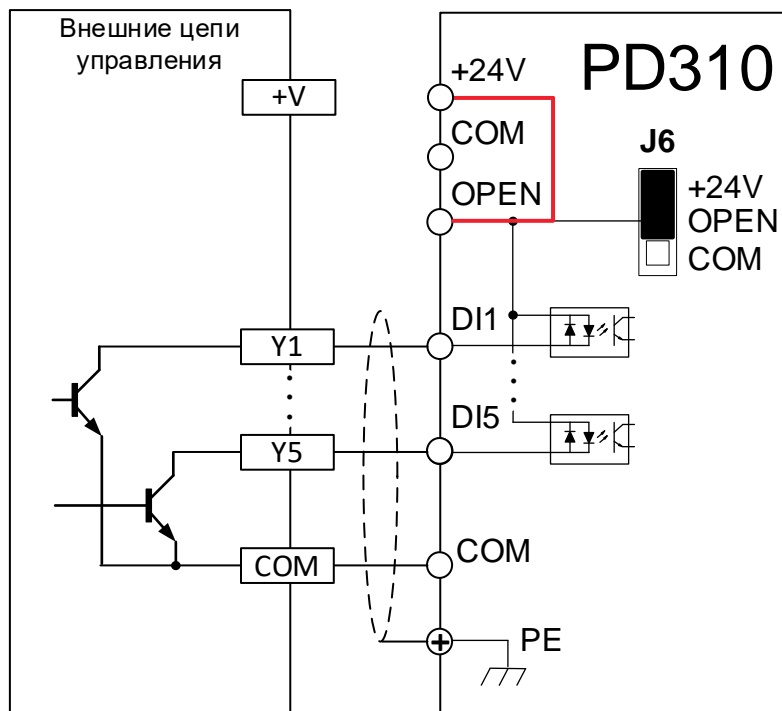 Внешние цепи
управления
+V
Y1
Y5
COM
+24V
COM
OPEN
DI1
DI5
COM
PE
PD310
J6
+24V
OPEN
COM